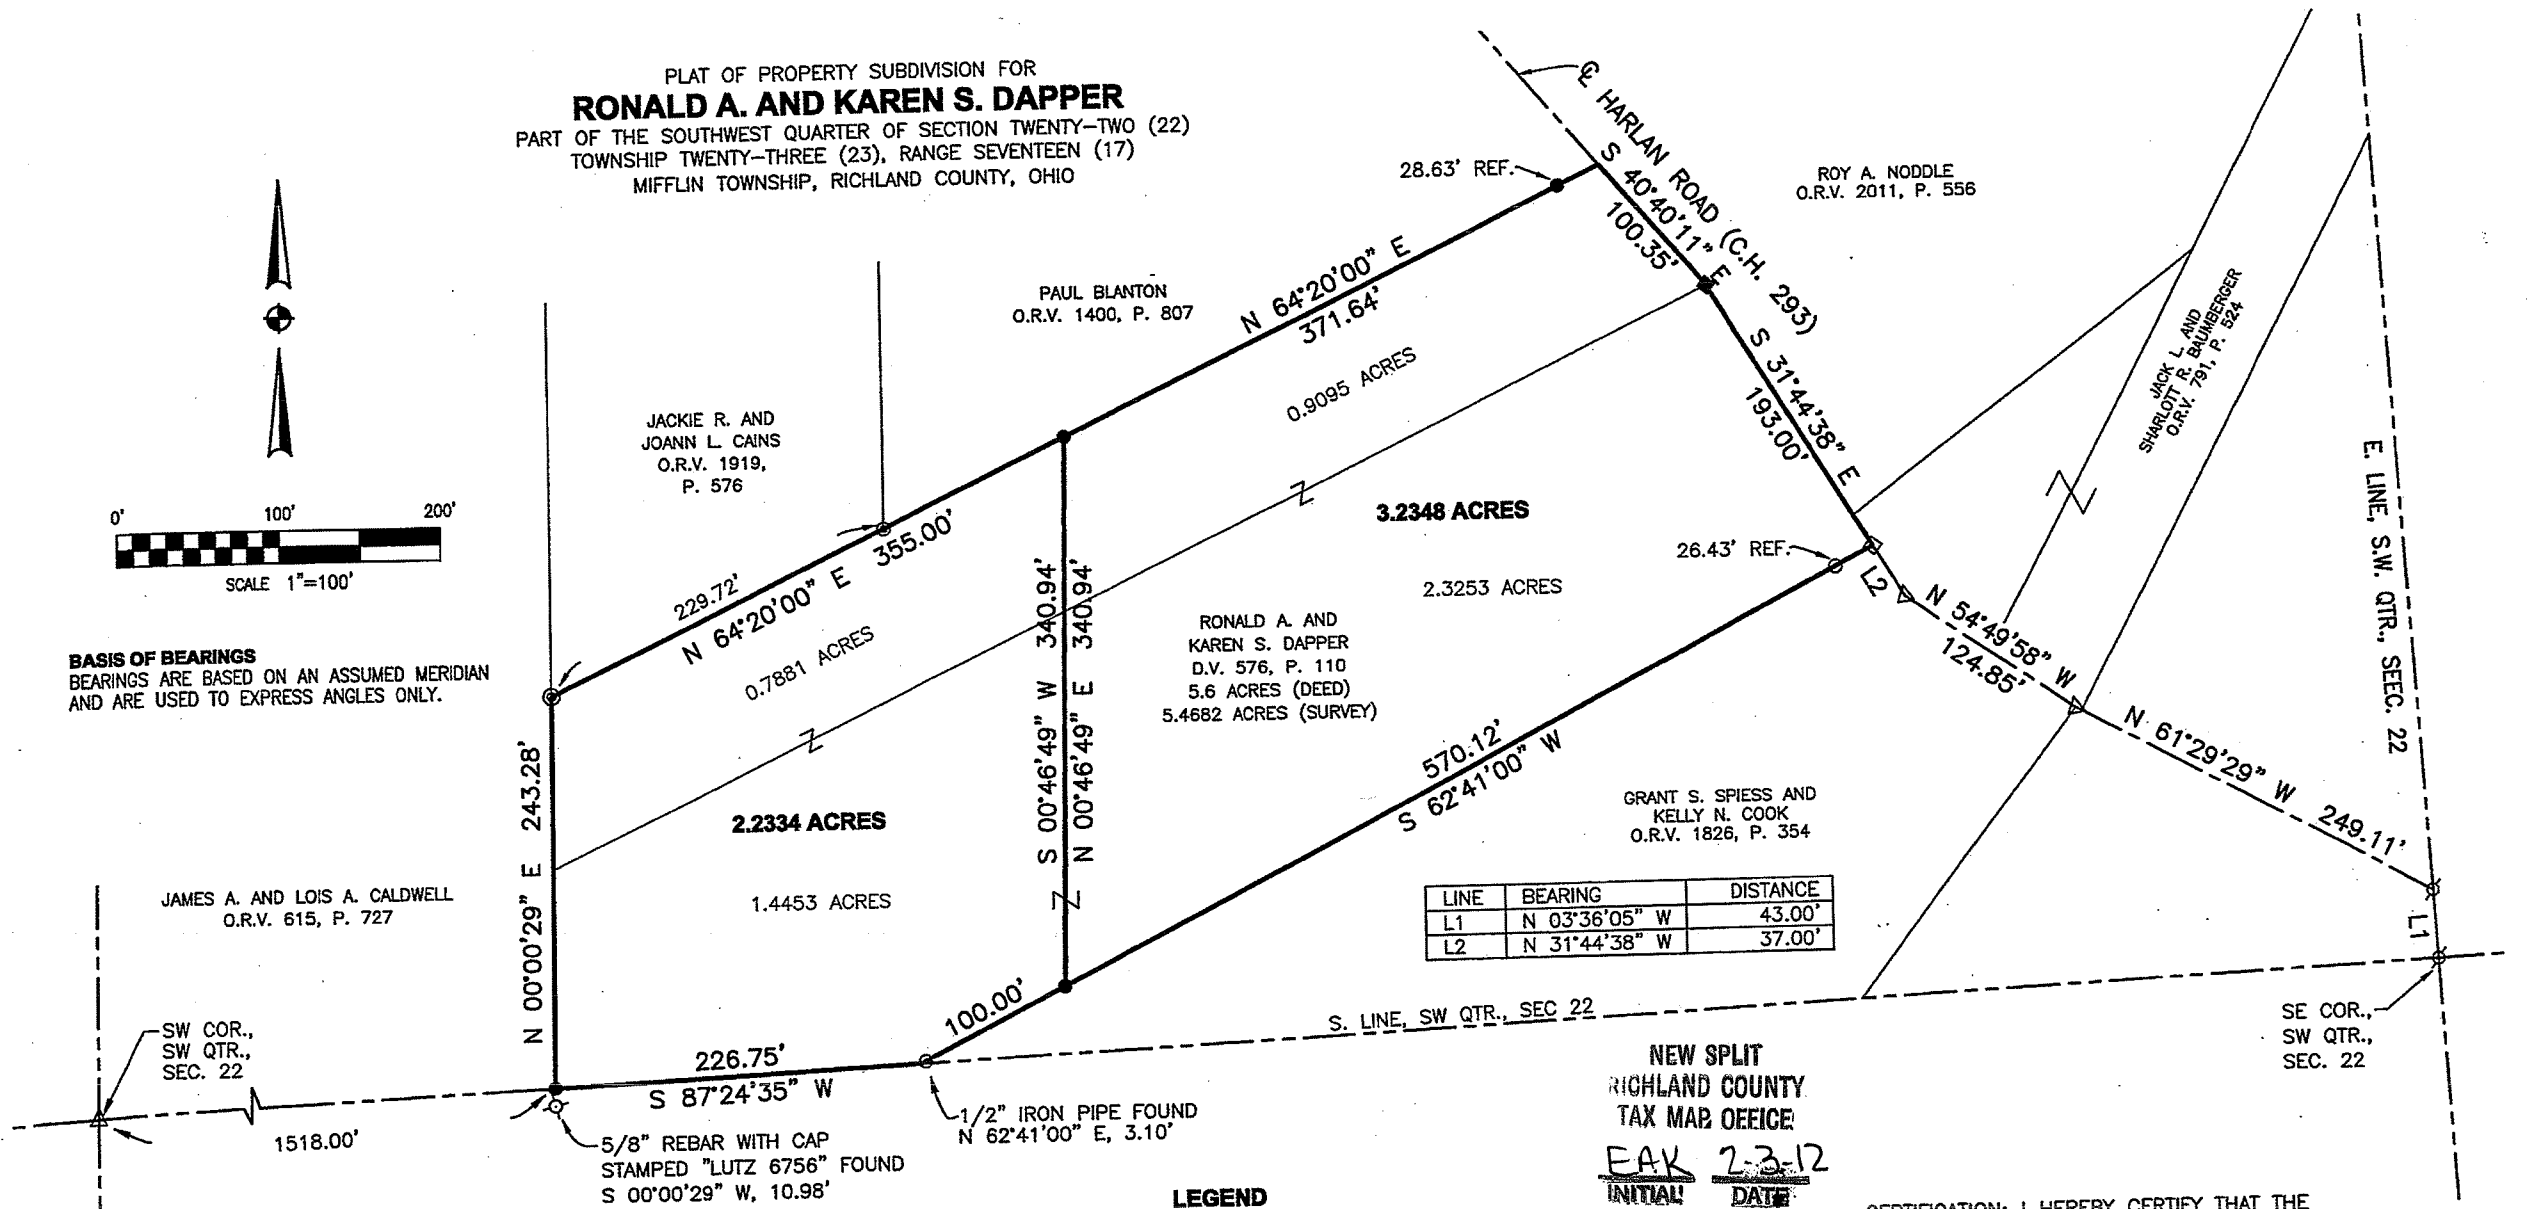 PLAT OF PROPERTY SUBDIVISION FOR
RONALD A. AND KAREN S. DAPPER
PART OF THE SOUTHWEST QUARTER OF SECTION TWENTY-TWO (22)
TOWNSHIP TWENTY-THREE (23), RANGE SEVENTEEN (17)
MIFFLIN TOWNSHIP, RICHLAND COUNTY, OHIO
℄ HARLAN ROAD (C.H. 293)
S 40°40'11" E
100.35'
28.63' REF.
ROY A. NODDLE
O.R.V. 2011, P. 556
PAUL BLANTON
O.R.V. 1400, P. 807
N 64°20'00" E
371.64'
0.9095 ACRES
S 31°44'38" E
193.00'
JACK L. AND
SHARLOTT R. BAUMBERGER
O.R.V. 791, P. 524
E. LINE, S.W. QTR., SEEC. 22
JACKIE R. AND
JOANN L. CAINS
O.R.V. 1919,
P. 576
0' 100' 200'
SCALE 1"=100'
355.00'
229.72'
N 64°20'00" E
0.7881 ACRES
3.2348 ACRES
26.43' REF.
L2
2.3253 ACRES
N 54°49'58" W
124.85'
BASIS OF BEARINGS
BEARINGS ARE BASED ON AN ASSUMED MERIDIAN
AND ARE USED TO EXPRESS ANGLES ONLY.
S 00°46'49" W 340.94'
N 00°46'49" E 340.94'
RONALD A. AND
KAREN S. DAPPER
D.V. 576, P. 110
5.6 ACRES (DEED)
5.4682 ACRES (SURVEY)
N 61°29'29" W 249.11'
570.12'
S 62°41'00" W
N 00°00'29" E 243.28'
2.2334 ACRES
GRANT S. SPIESS AND
KELLY N. COOK
O.R.V. 1826, P. 354
JAMES A. AND LOIS A. CALDWELL
O.R.V. 615, P. 727
1.4453 ACRES
LINE BEARING DISTANCE
L1 N 03°36'05" W 43.00'
L2 N 31°44'38" W 37.00'
L1
100.00'
S. LINE, SW QTR., SEC 22
SW COR.,
SW QTR.,
SEC. 22
SE COR.,
SW QTR.,
SEC. 22
226.75'
S 87°24'35" W
1518.00'
5/8" REBAR WITH CAP
STAMPED "LUTZ 6756" FOUND
S 00°00'29" W, 10.98'
1/2" IRON PIPE FOUND
N 62°41'00" E, 3.10'
NEW SPLIT
RICHLAND COUNTY
TAX MAP OFFICE
EAK 2-3-12
INITIAL DATE
LEGEND
CERTIFICATION: I HEREBY CERTIFY THAT THE